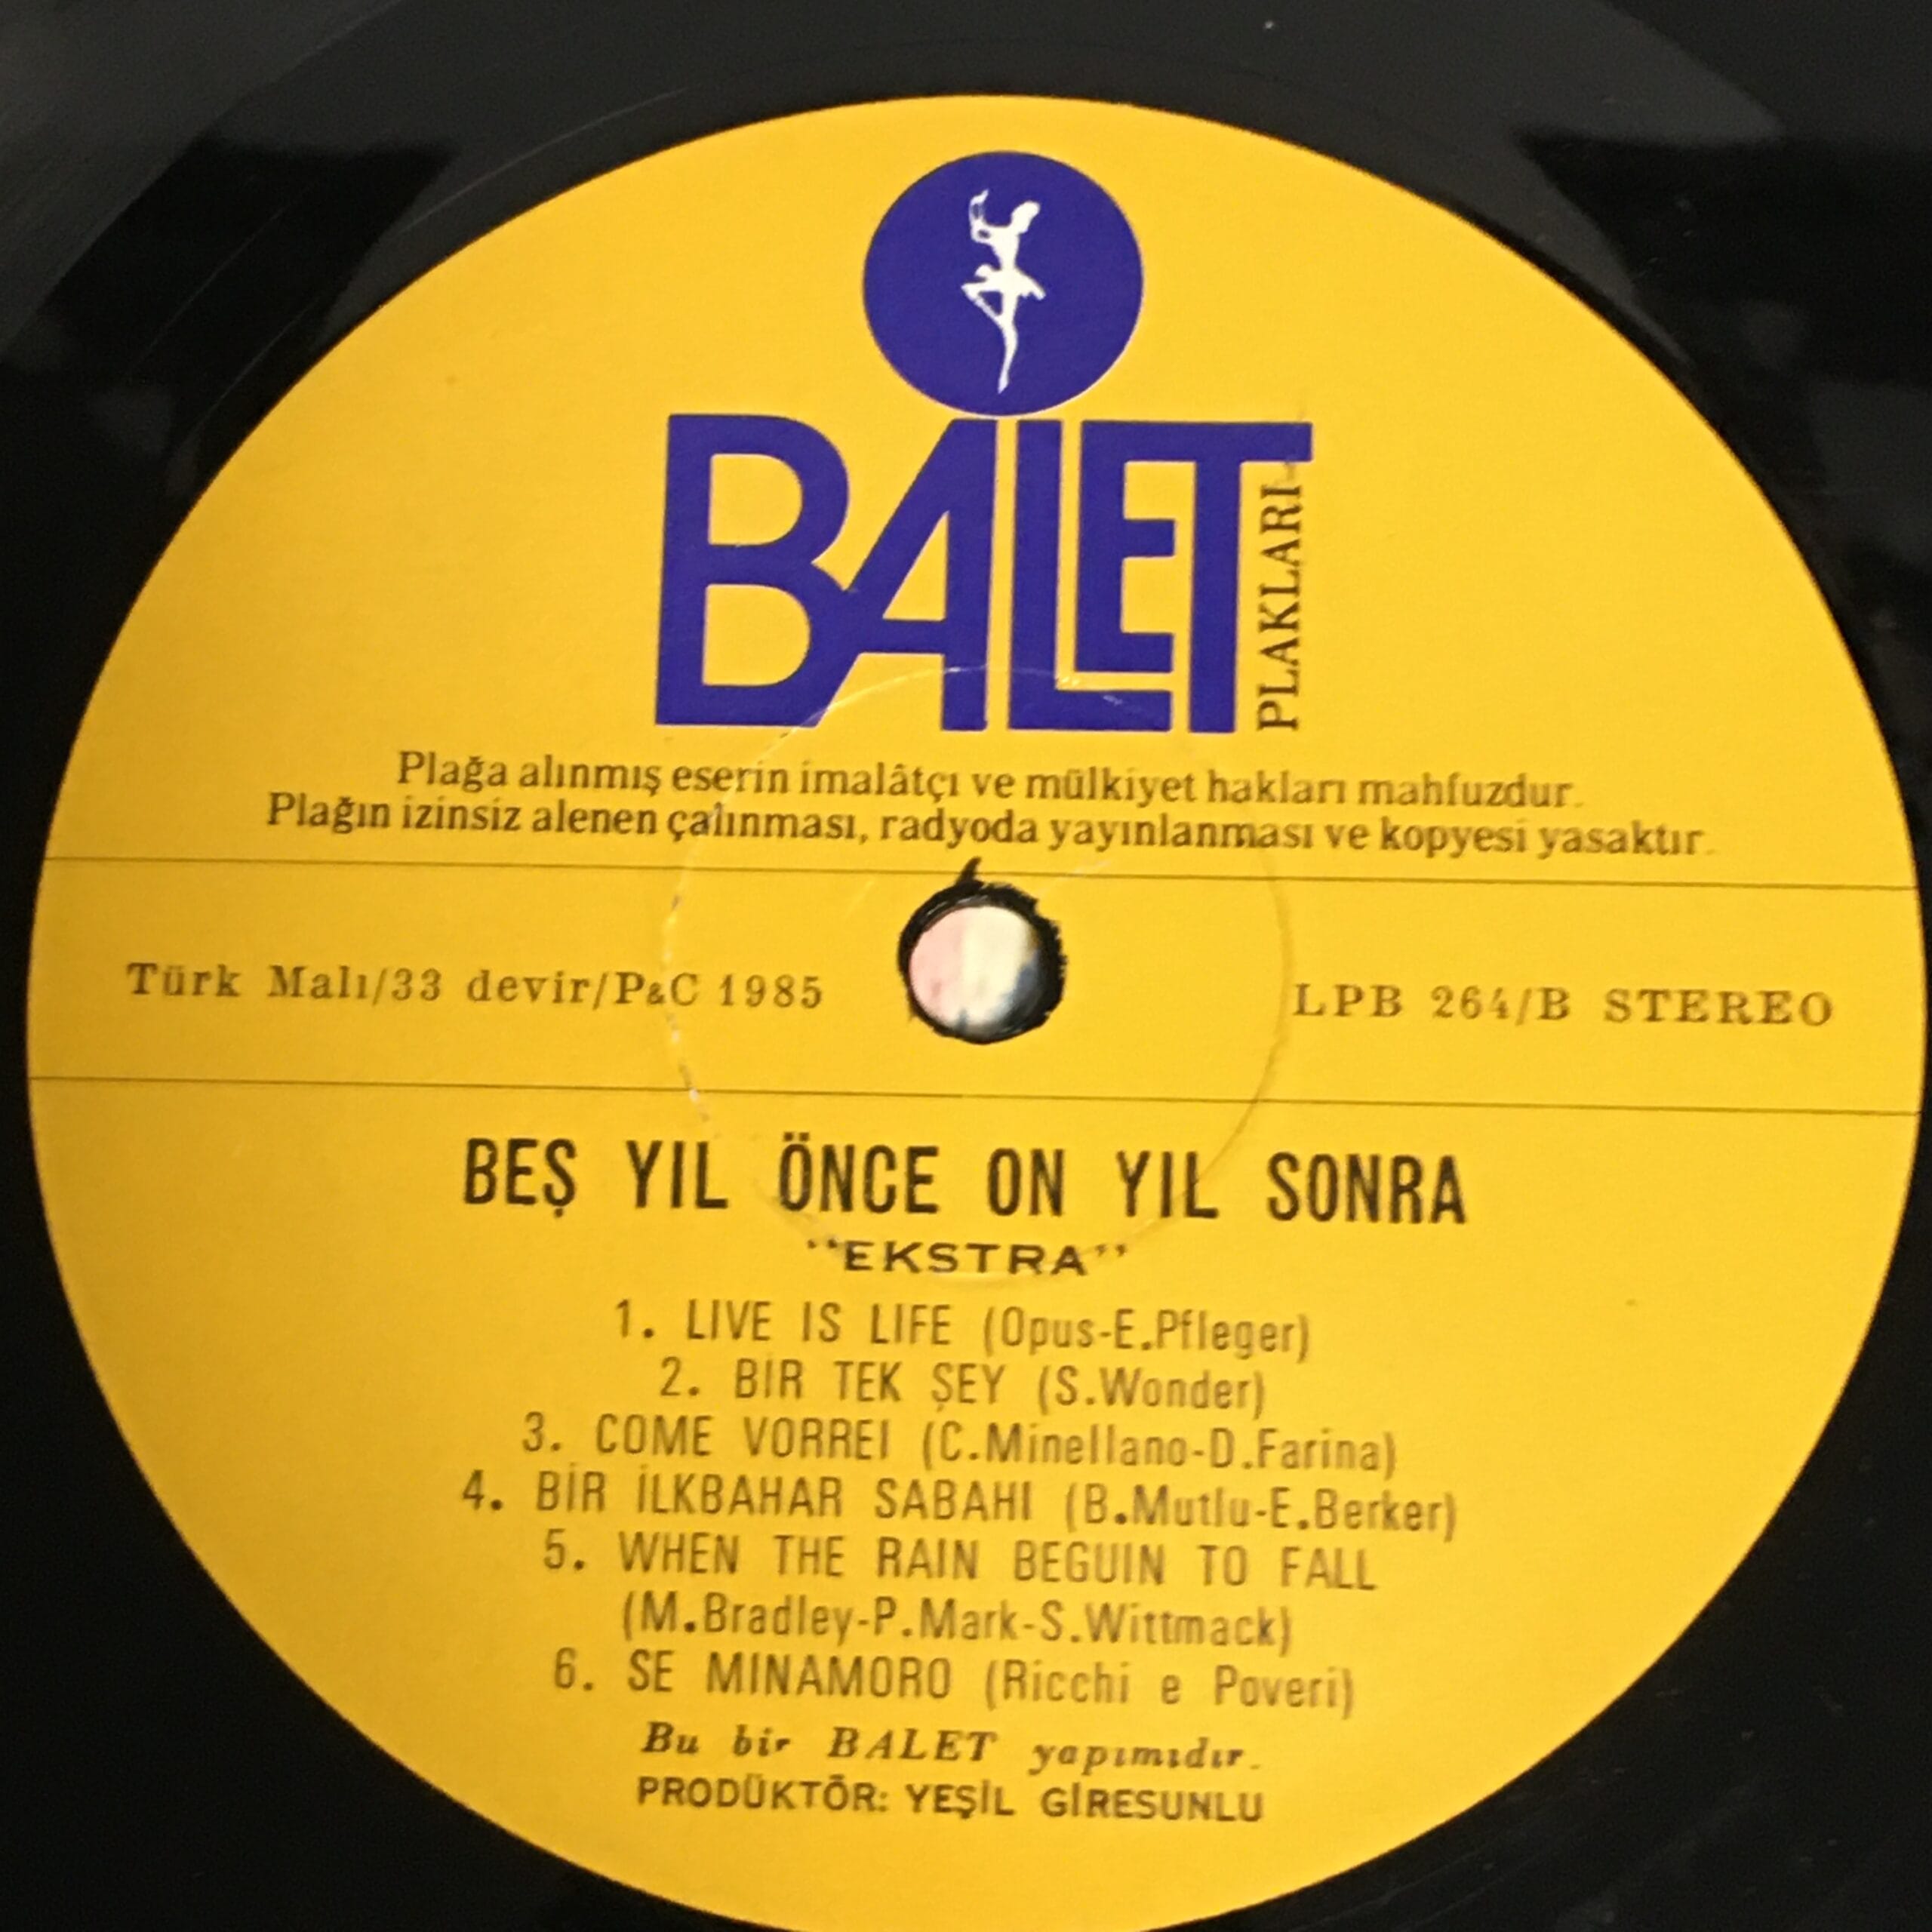 BALET
PLAKLARI
Plağa alınmış eserin imalâtçı ve mülkiyet hakları mahfuzdur.
Plağın izinsiz alenen çalınması, radyoda yayınlanması ve kopyesi yasaktır.
Türk Malı/33 devir/P&C 1985
LPB 264/B STEREO
BEŞ YIL ÖNCE ON YIL SONRA
"EKSTRA"
1. LIVE IS LIFE (Opus-E.Pfleger)
2. BİR TEK ŞEY (S.Wonder)
3. COME VORREI (C.Minellano-D.Farina)
4. BİR İLKBAHAR SABAHI (B.Mutlu-E.Berker)
5. WHEN THE RAIN BEGUIN TO FALL
(M.Bradley-P.Mark-S.Wittmack)
6. SE MINAMORO (Ricchi e Poveri)
Bu bir BALET yapımıdır.
PRODÜKTÖR: YEŞİL GİRESUNLU